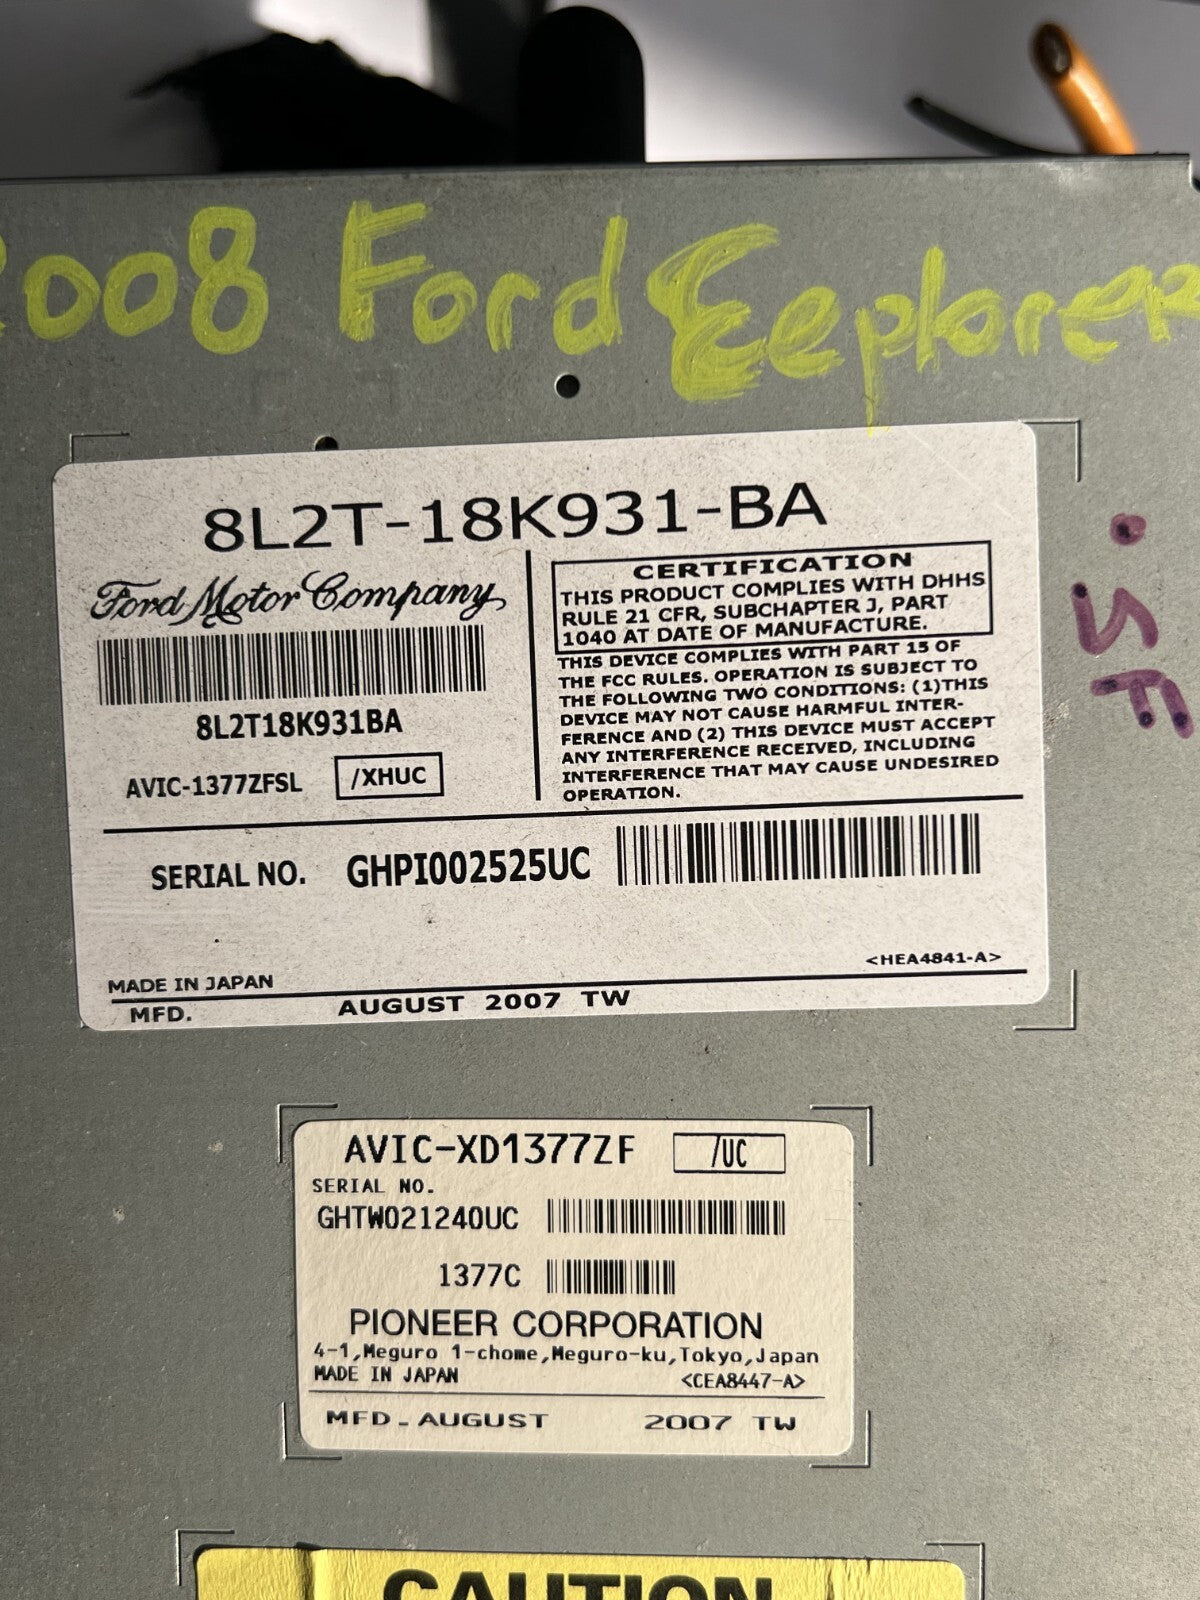 2008 Ford Eeplorer
8L2T-18K931-BA
Ford Motor Company
8L2T18K931BA
AVIC-1377ZFSL /XHUC
CERTIFICATION
THIS PRODUCT COMPLIES WITH DHHS
RULE 21 CFR, SUBCHAPTER J, PART
1040 AT DATE OF MANUFACTURE.
THIS DEVICE COMPLIES WITH PART 15 OF
THE FCC RULES. OPERATION IS SUBJECT TO
THE FOLLOWING TWO CONDITIONS: (1)THIS
DEVICE MAY NOT CAUSE HARMFUL INTER-
FERENCE AND (2) THIS DEVICE MUST ACCEPT
ANY INTERFERENCE RECEIVED, INCLUDING
INTERFERENCE THAT MAY CAUSE UNDESIRED
OPERATION.
SERIAL NO. GHPI002525UC
<HEA4841-A>
MADE IN JAPAN
MFD. AUGUST 2007 TW
.SF
AVIC-XD1377ZF /UC
SERIAL NO.
GHTW021240UC
1377C
PIONEER CORPORATION
4-1,Meguro 1-chome,Meguro-ku,Tokyo,Japan
MADE IN JAPAN <CEA8447-A>
MFD. AUGUST 2007 TW
CAUTION